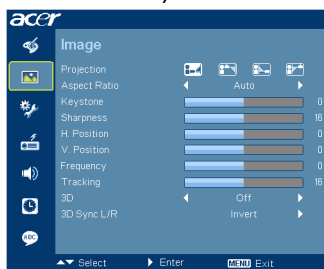 acer
Image
Projection
Aspect Ratio Auto
Keystone 0
Sharpness 16
H. Position 0
V. Position 0
Frequency 0
Tracking 16
3D Off
3D Sync L/R Invert
ABC
Select Enter MENU Exit